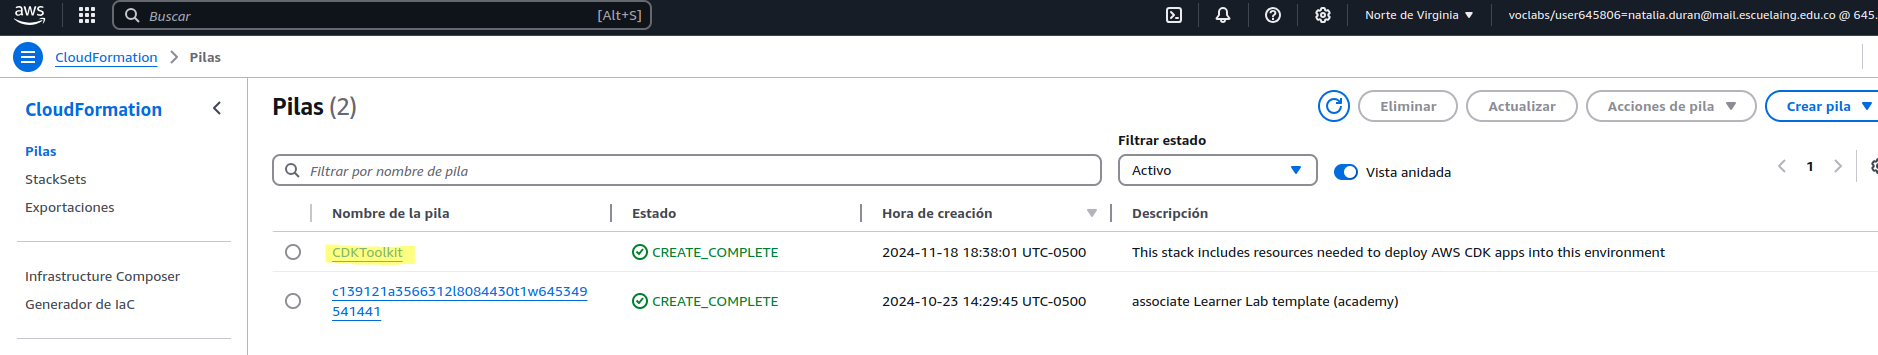 aws
Buscar [Alt+S] Norte de Virginia voclabs/user645806=natalia.duran@mail.escuelaing.edu.co @ 645.
CloudFormation > Pilas
CloudFormation
Pilas
StackSets
Exportaciones
Infrastructure Composer
Generador de IaC
Pilas (2)
Eliminar Actualizar Acciones de pila Crear pila
Filtrar estado
Filtrar por nombre de pila Activo Vista anidada 1
Nombre de la pila Estado Hora de creación Descripción
CDKToolkit CREATE_COMPLETE 2024-11-18 18:38:01 UTC-0500 This stack includes resources needed to deploy AWS CDK apps into this environment
c139121a3566312l8084430t1w645349
541441 CREATE_COMPLETE 2024-10-23 14:29:45 UTC-0500 associate Learner Lab template (academy)